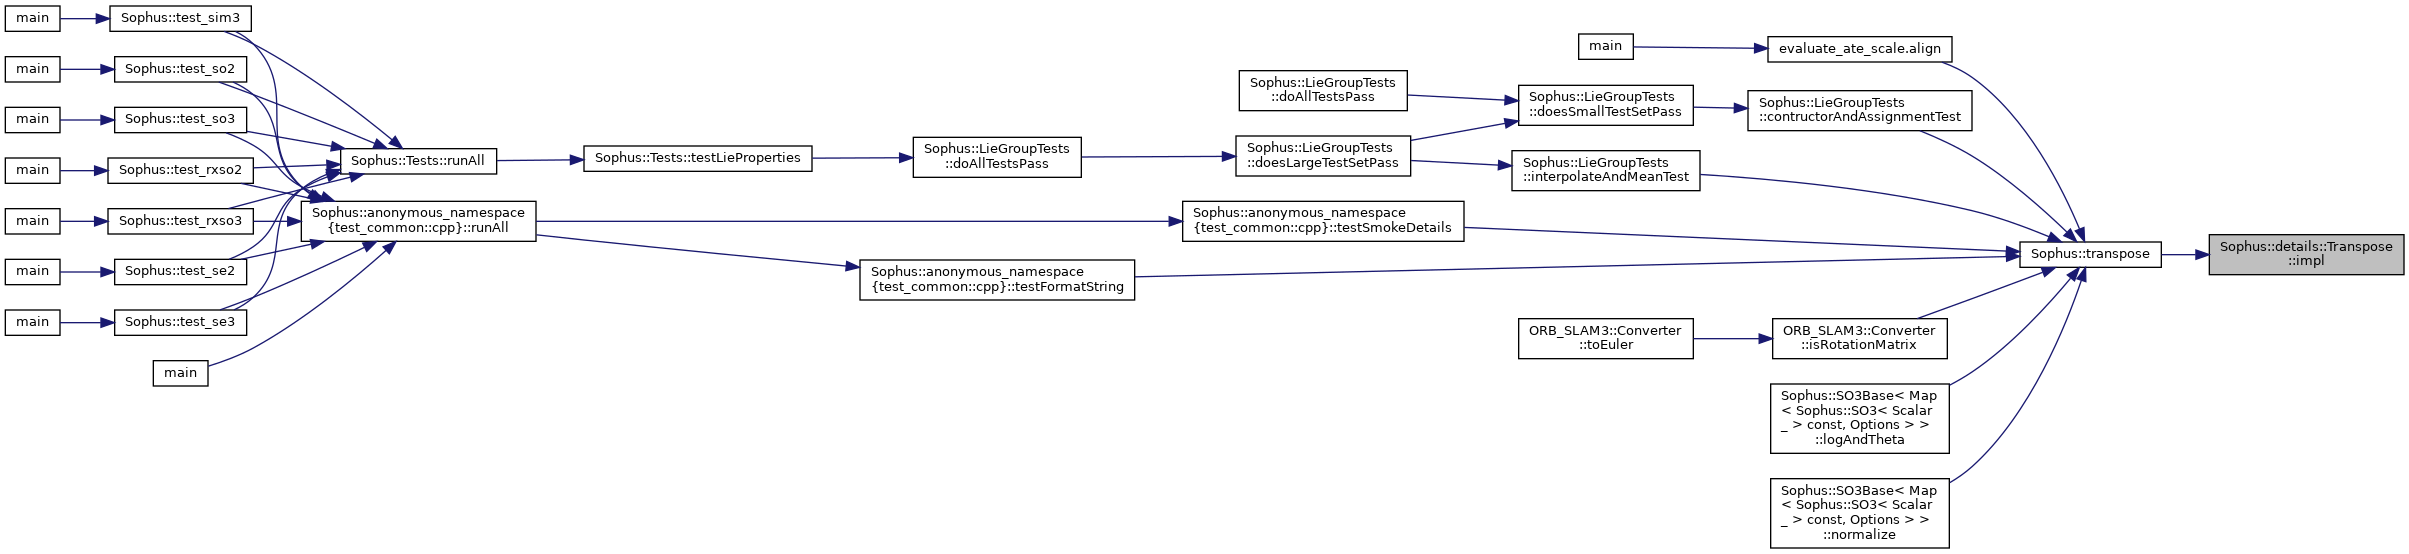 main
Sophus::test_sim3
main
Sophus::test_so2
main
Sophus::test_so3
main
Sophus::test_rxso2
main
Sophus::test_rxso3
main
Sophus::test_se2
main
Sophus::test_se3
main
Sophus::Tests::runAll
Sophus::anonymous_namespace
{test_common::cpp}::runAll
Sophus::Tests::testLieProperties
Sophus::LieGroupTests
::doAllTestsPass
Sophus::anonymous_namespace
{test_common::cpp}::testFormatString
Sophus::LieGroupTests
::doAllTestsPass
Sophus::LieGroupTests
::doesLargeTestSetPass
Sophus::anonymous_namespace
{test_common::cpp}::testSmokeDetails
main
Sophus::LieGroupTests
::doesSmallTestSetPass
Sophus::LieGroupTests
::interpolateAndMeanTest
ORB_SLAM3::Converter
::toEuler
evaluate_ate_scale.align
Sophus::LieGroupTests
::contructorAndAssignmentTest
ORB_SLAM3::Converter
::isRotationMatrix
Sophus::SO3Base< Map
< Sophus::SO3< Scalar
_ > const, Options > >
::logAndTheta
Sophus::SO3Base< Map
< Sophus::SO3< Scalar
_ > const, Options > >
::normalize
Sophus::transpose
Sophus::details::Transpose
::impl